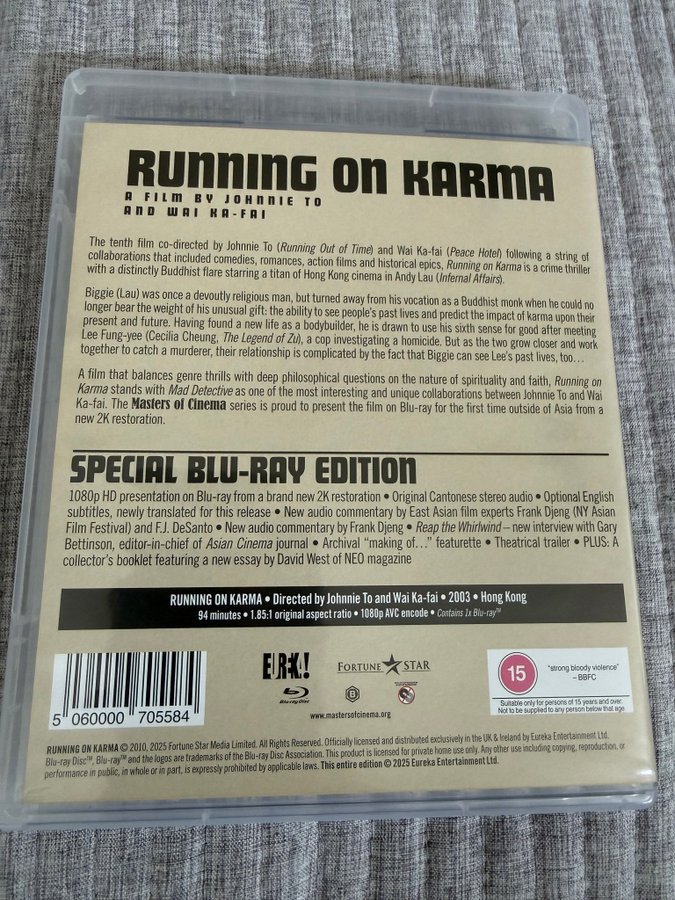 RUNNING ON KARMA
A FILM BY JOHNNIE TO
AND WAI KA-FAI
The tenth film co-directed by Johnnie To (Running Out of Time) and Wai Ka-fai (Peace Hotel) following a string of
collaborations that included comedies, romances, action films and historical epics, Running on Karma is a crime thriller
with a distinctly Buddhist flare starring a titan of Hong Kong cinema in Andy Lau (Infernal Affairs).
Biggie (Lau) was once a devoutly religious man, but turned away from his vocation as a Buddhist monk when he could no
longer bear the weight of his unusual gift: the ability to see people's past lives and predict the impact of karma upon their
present and future. Having found a new life as a bodybuilder, he is drawn to use his sixth sense for good after meeting
Lee Fung-yee (Cecilia Cheung, The Legend of Zu), a cop investigating a homicide. But as the two grow closer and work
together to catch a murderer, their relationship is complicated by the fact that Biggie can see Lee's past lives, too…
A film that balances genre thrills with deep philosophical questions on the nature of spirituality and faith, Running on
Karma stands with Mad Detective as one of the most interesting and unique collaborations between Johnnie To and Wai
Ka-fai. The Masters of Cinema series is proud to present the film on Blu-ray for the first time outside of Asia from a
new 2K restoration.
SPECIAL BLU-RAY EDITION
1080p HD presentation on Blu-ray from a brand new 2K restoration • Original Cantonese stereo audio • Optional English
subtitles, newly translated for this release • New audio commentary by East Asian film experts Frank Djeng (NY Asian
Film Festival) and F.J. DeSanto • New audio commentary by Frank Djeng • Reap the Whirlwind – new interview with Gary
Bettinson, editor-in-chief of Asian Cinema journal • Archival "making of…" featurette • Theatrical trailer • PLUS: A
collector's booklet featuring a new essay by David West of NEO magazine
RUNNING ON KARMA • Directed by Johnnie To and Wai Ka-fai • 2003 • Hong Kong
94 minutes • 1.85:1 original aspect ratio • 1080p AVC encode • Contains 1x Blu-ray™
5 060000 705584
EUREKA!
FORTUNE STAR
Blu-ray Disc
B
www.mastersofcinema.org
15
"strong bloody violence"
– BBFC
Suitable only for persons of 15 years and over.
Not to be supplied to any person below that age
RUNNING ON KARMA © 2010, 2025 Fortune Star Media Limited. All Rights Reserved. Officially licensed and distributed exclusively in the UK & Ireland by Eureka Entertainment Ltd.
Blu-ray Disc™, Blu-ray™ and the logos are trademarks of the Blu-ray Disc Association. This product is licensed for private home use only. Any other use including copying, reproduction, or
performance in public, in whole or in part, is expressly prohibited by applicable laws. This entire edition © 2025 Eureka Entertainment Ltd.